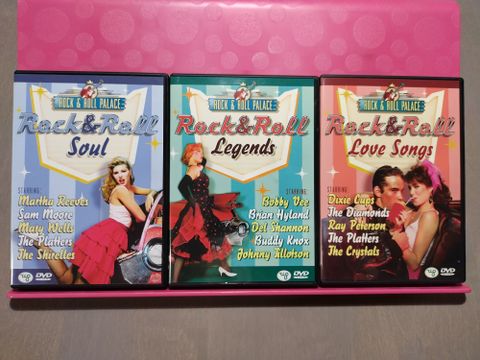 ROCK & ROLL PALACE
Rock&Roll
Soul
STARRING:
Martha Reeves
Sam Moore
Mary Wells
The Platters
The Shirelles
DVD
ROCK & ROLL PALACE
Rock&Roll
Legends
STARRING:
Bobby Vee
Brian Hyland
Del Shannon
Buddy Knox
Johnny Tillotson
DVD
ROCK & ROLL PALACE
Rock&Roll
Love Songs
STARRING:
Dixie Cups
The Diamonds
Ray Peterson
The Platters
The Crystals
DVD